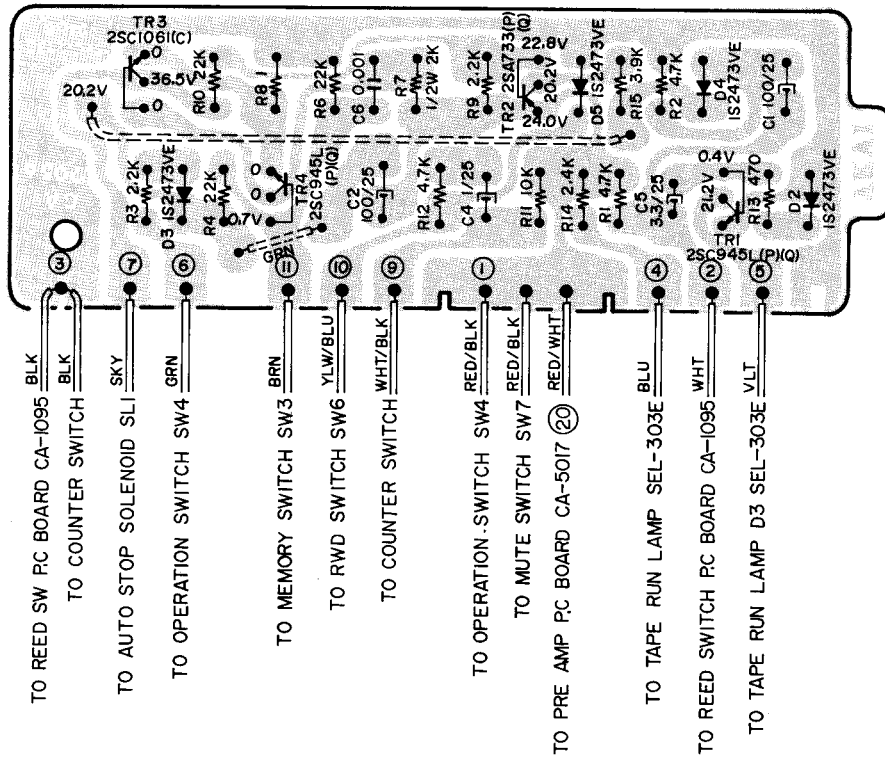 TR3
2SC1061(C)
0
36.5V
0
20.2V
R10 22K
R8 1
R6 22K
C6 0.001
R7
1/2W 2K
R9 2.2K
TR2 2SA733(P)
(Q)
22.8V
20.2V
24.0V
D5 1S2473VE
R15 3.9K
R2 4.7K
D4
1S2473VE
C1 100/25
R3 2.2K
D3 1S2473VE
R4 22K
0
0
0.7V
TR4
2SC945L
(P)(Q)
GRN
C2
100/25
R12 4.7K
C4 1/25
R11 10K
R14 2.4K
R1 4.7K
C5
3.3/25
0.4V
21.2V
TR1
2SC945L(P)(Q)
R13 470
D2
1S2473VE
AKAI
3
7
6
11
10
9
1
4
2
5
BLK
BLK
SKY
GRN
BRN
YLW/BLU
WHT/BLK
RED/BLK
RED/BLK
RED/WHT
BLU
WHT
VLT
TO REED SW P.C BOARD CA-1095
TO COUNTER SWITCH
TO AUTO STOP SOLENOID SL1
TO OPERATION SWITCH SW4
TO MEMORY SWITCH SW3
TO RWD SWITCH SW6
TO COUNTER SWITCH
TO OPERATION SWITCH SW4
TO MUTE SWITCH SW7
TO PRE AMP P.C BOARD CA-5017 20
TO TAPE RUN LAMP SEL-303E
TO REED SWITCH P.C BOARD CA-1095
TO TAPE RUN LAMP D3 SEL-303E